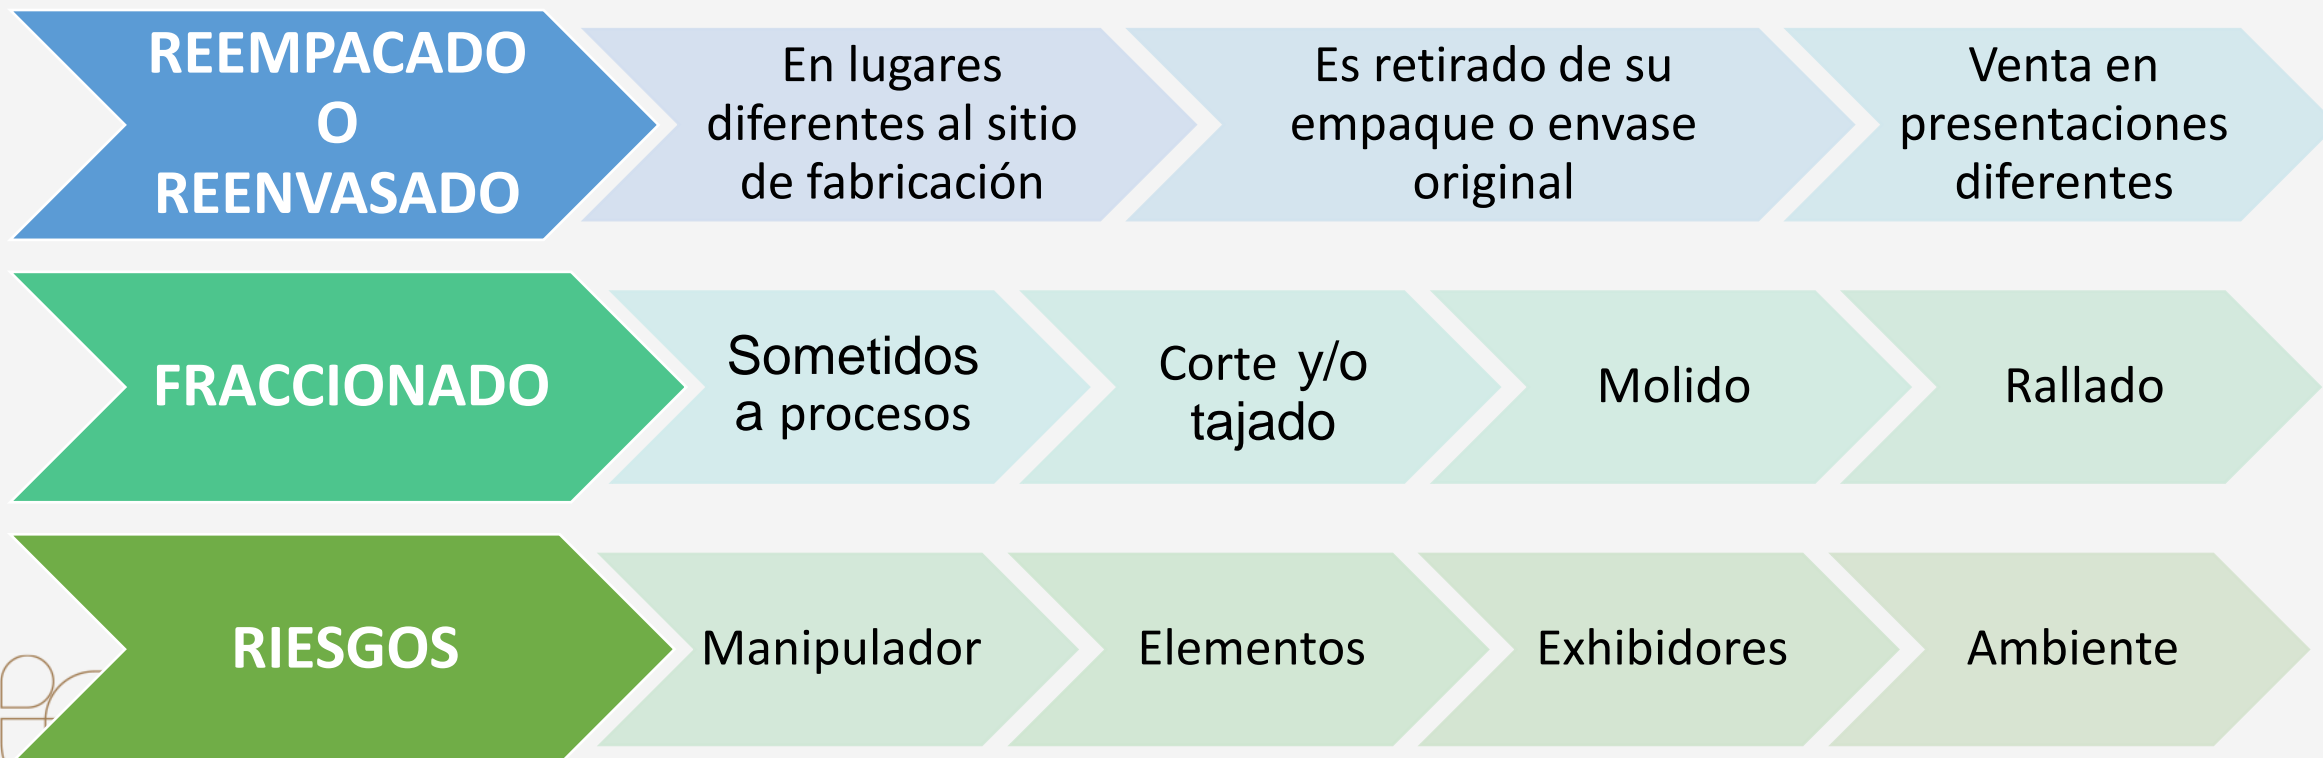 REEMPACADO
O
REENVASADO
En lugares
diferentes al sitio
de fabricación
Es retirado de su
empaque o envase
original
Venta en
presentaciones
diferentes
FRACCIONADO
Sometidos
a procesos
Corte y/o
tajado
Molido
Rallado
RIESGOS
Manipulador
Elementos
Exhibidores
Ambiente